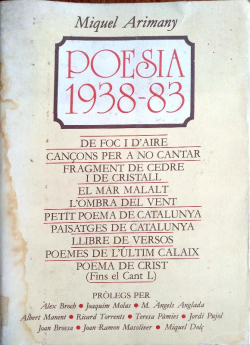 Miquel Arimany
POESIA
1938-83
DE FOC I D'AIRE
CANÇONS PER A NO CANTAR
FRAGMENT DE CEDRE
I DE CRISTALL
EL MAR MALALT
L'OMBRA DEL VENT
PETIT POEMA DE CATALUNYA
PAISATGES DE CATALUNYA
LLIBRE DE VERSOS
POEMES DE L'ÚLTIM CALAIX
POEMA DE CRIST
(Fins el Cant L)
PRÒLEGS PER
Àlex Broch • Joaquim Molas • M. Àngels Anglada
Albert Manent • Ricard Torrents • Teresa Pàmies • Jordi Pujol
Joan Brossa • Joan Ramon Masoliver • Miquel Dolç